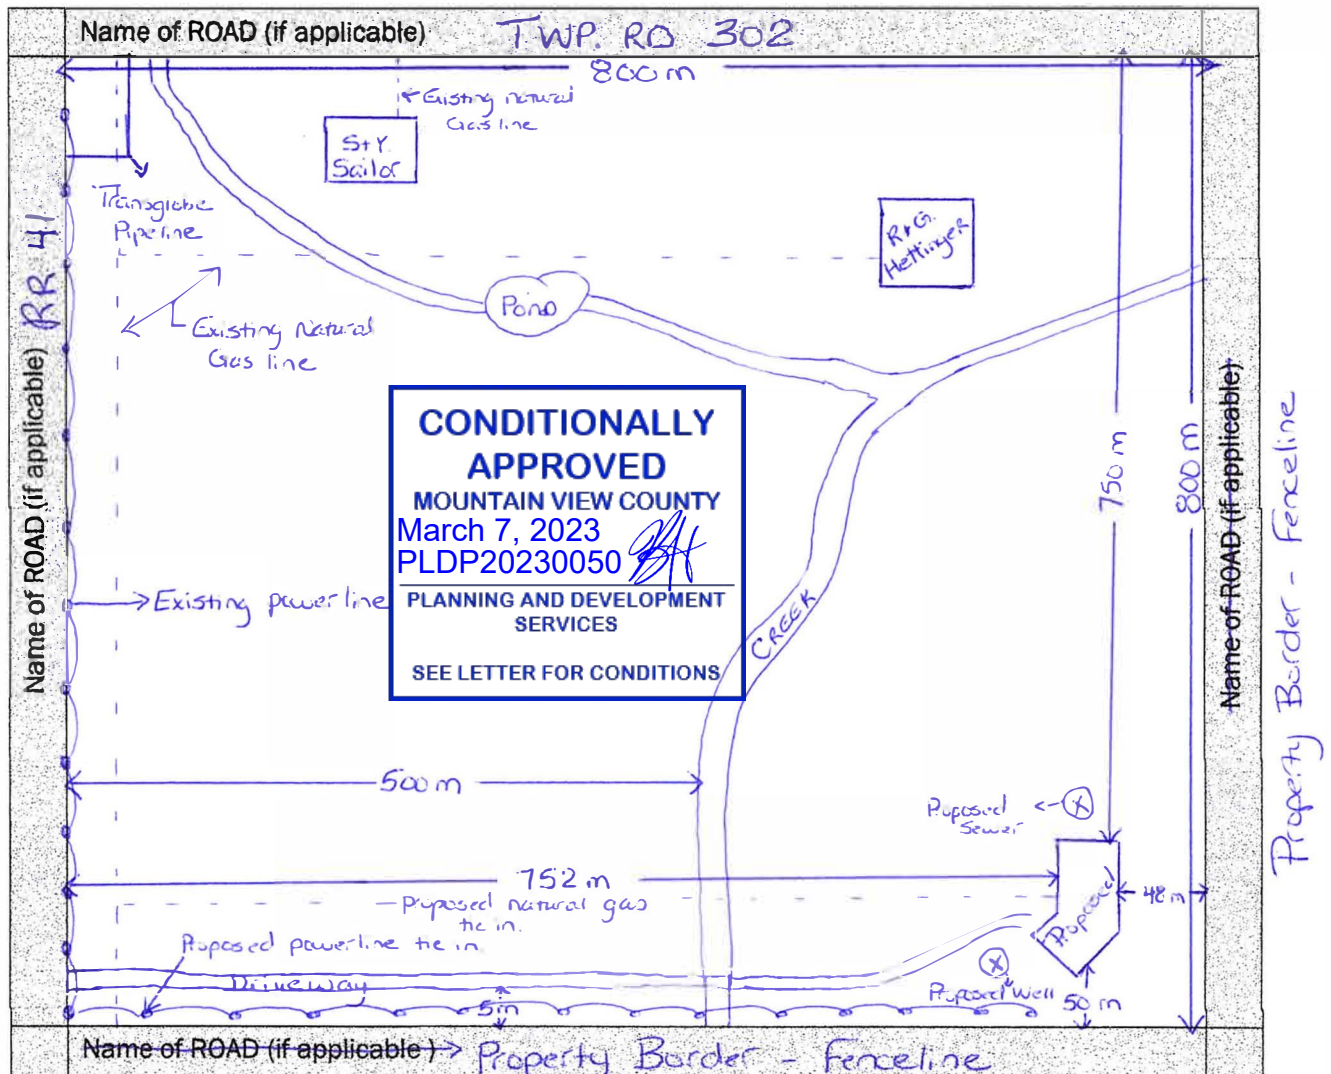 Name of ROAD (if applicable) TWP. RD 302
800 m
Existing natural
Gas line
S+Y.
Sailor
Transglobe
Pipeline
R+G.
Hettinger
Name of ROAD (if applicable) RR 41
Pond
Existing Natural
Gas line
CONDITIONALLY
APPROVED
MOUNTAIN VIEW COUNTY
March 7, 2023
PLDP20230050
PLANNING AND DEVELOPMENT
SERVICES
SEE LETTER FOR CONDITIONS
750 m
800 m
Name of ROAD (if applicable)
Property Border - Fenceline
Existing powerline
CREEK
500 m
Proposed
Sewer
752 m
Proposed natural gas
tie in.
48 m
Proposed
Proposed powerline tie in.
Driveway
5m
Proposed Well
50 m
Name of ROAD (if applicable) Property Border - Fenceline